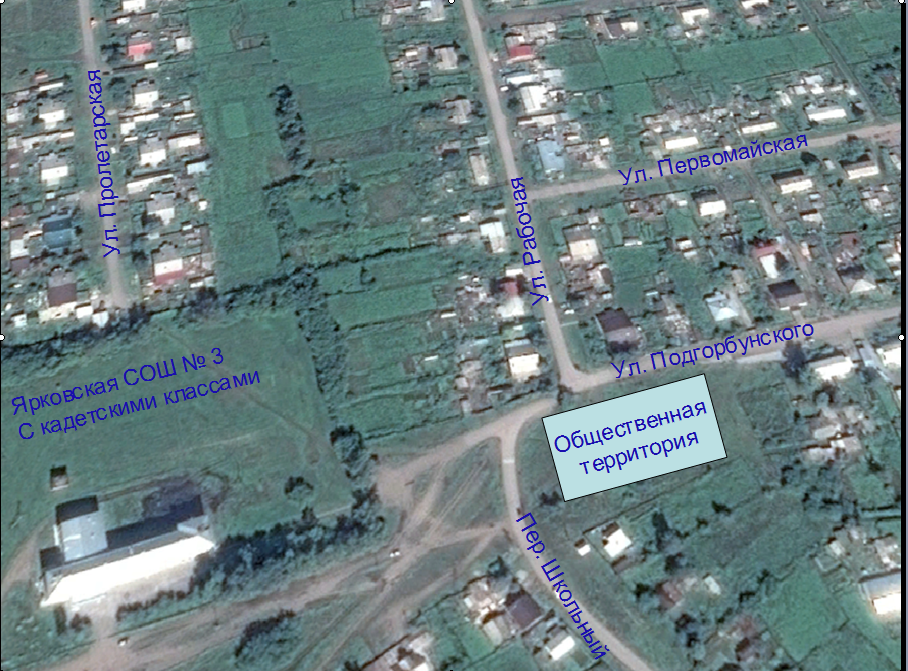 Ул. Пролетарская
Ул. Рабочая
Ул. Первомайская
Ул. Подгорбунского
Ярковская СОШ № 3
С кадетскими классами
Общественная
территория
Пер. Школьный